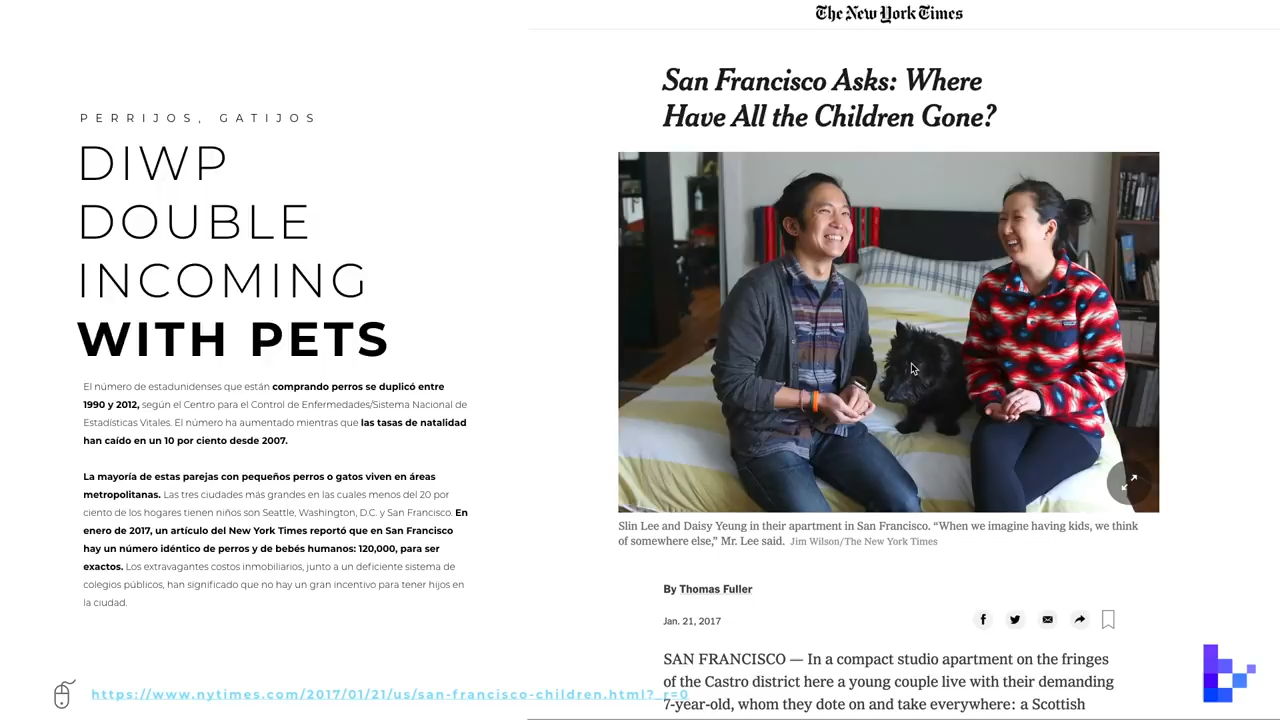 PERRIJOS, GATIJOS
DIWP
DOUBLE
INCOMING
WITH PETS
El número de estadunidenses que están comprando perros se duplicó entre
1990 y 2012, según el Centro para el Control de Enfermedades/Sistema Nacional de
Estadísticas Vitales. El número ha aumentado mientras que las tasas de natalidad
han caído en un 10 por ciento desde 2007.
La mayoría de estas parejas con pequeños perros o gatos viven en áreas
metropolitanas. Las tres ciudades más grandes en las cuales menos del 20 por
ciento de los hogares tienen niños son Seattle, Washington, D.C. y San Francisco. En
enero de 2017, un artículo del New York Times reportó que en San Francisco
hay un número idéntico de perros y de bebés humanos: 120,000, para ser
exactos. Los extravagantes costos inmobiliarios, junto a un deficiente sistema de
colegios públicos, han significado que no hay un gran incentivo para tener hijos en
la ciudad.
https://www.nytimes.com/2017/01/21/us/san-francisco-children.html?_r=0
The New York Times
San Francisco Asks: Where
Have All the Children Gone?
Slin Lee and Daisy Yeung in their apartment in San Francisco. “When we imagine having kids, we think
of somewhere else,” Mr. Lee said. Jim Wilson/The New York Times
By Thomas Fuller
Jan. 21, 2017
SAN FRANCISCO — In a compact studio apartment on the fringes
of the Castro district here a young couple live with their demanding
7-year-old, whom they dote on and take everywhere: a Scottish